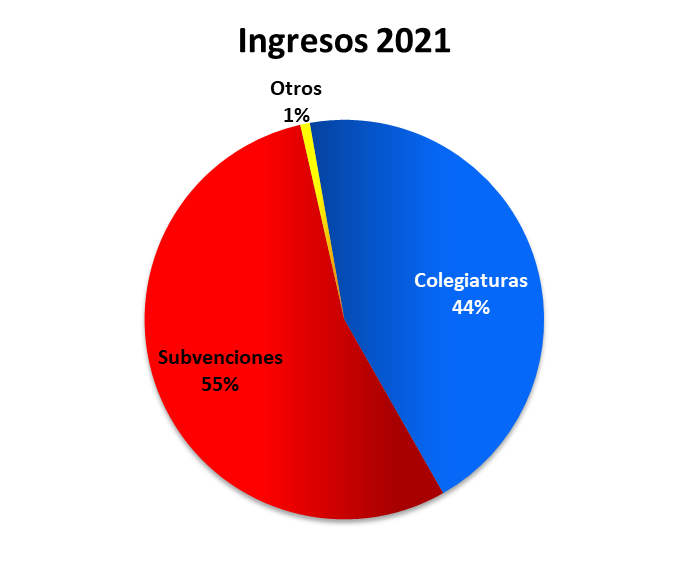 Ingresos 2021
Otros
1%
Colegiaturas
44%
Subvenciones
55%